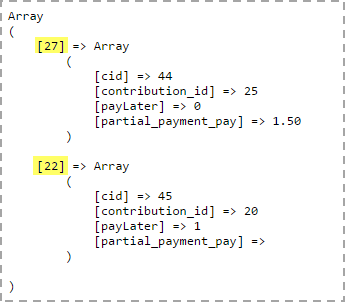 Array
(
[27] => Array
(
[cid] => 44
[contribution_id] => 25
[payLater] => 0
[partial_payment_pay] => 1.50
)
[22] => Array
(
[cid] => 45
[contribution_id] => 20
[payLater] => 1
[partial_payment_pay] =>
)
)